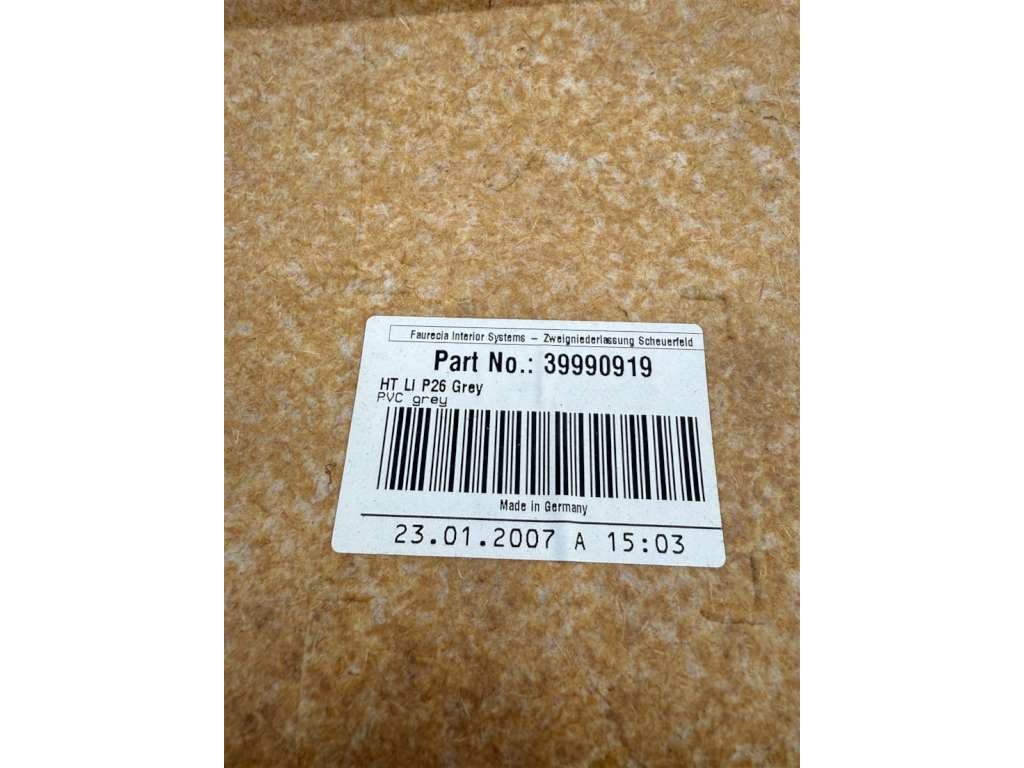 Faurecia Interior Systems – Zweigniederlassung Scheuerfeld
Part No.: 39990919
HT Li P26 Grey
PVC grey
Made in Germany
23.01.2007 A 15:03